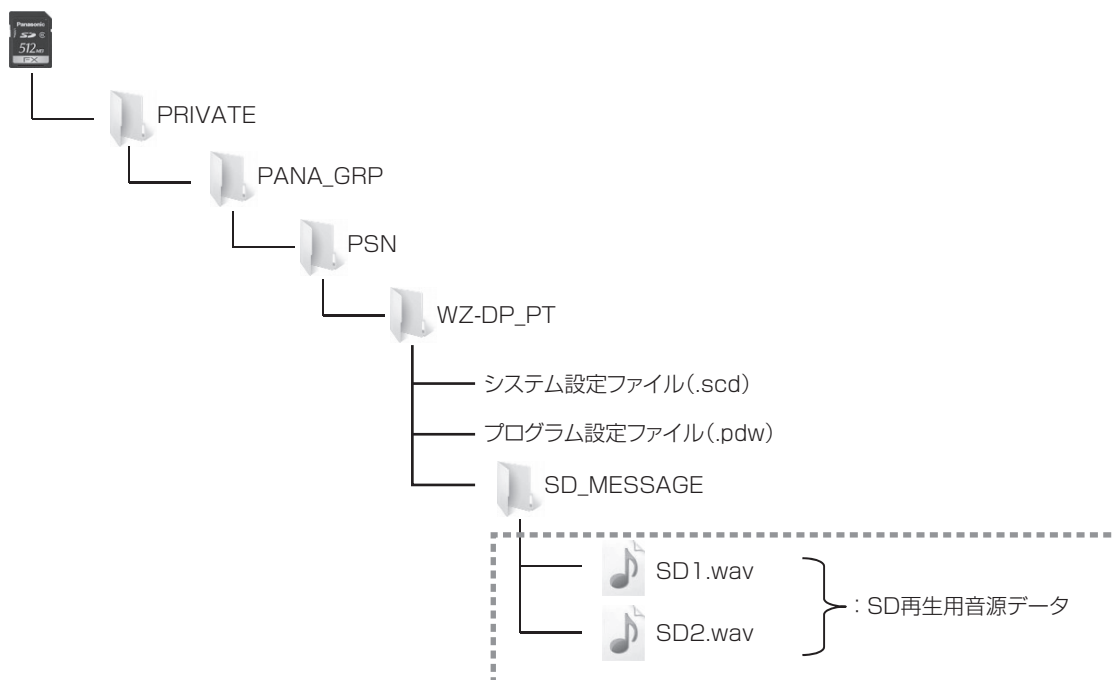 Panasonic
SD
512MB
FX
PRIVATE
PANA_GRP
PSN
WZ-DP_PT
システム設定ファイル(.scd)
プログラム設定ファイル(.pdw)
SD_MESSAGE
SD1.wav
SD2.wav
：SD再生用音源データ